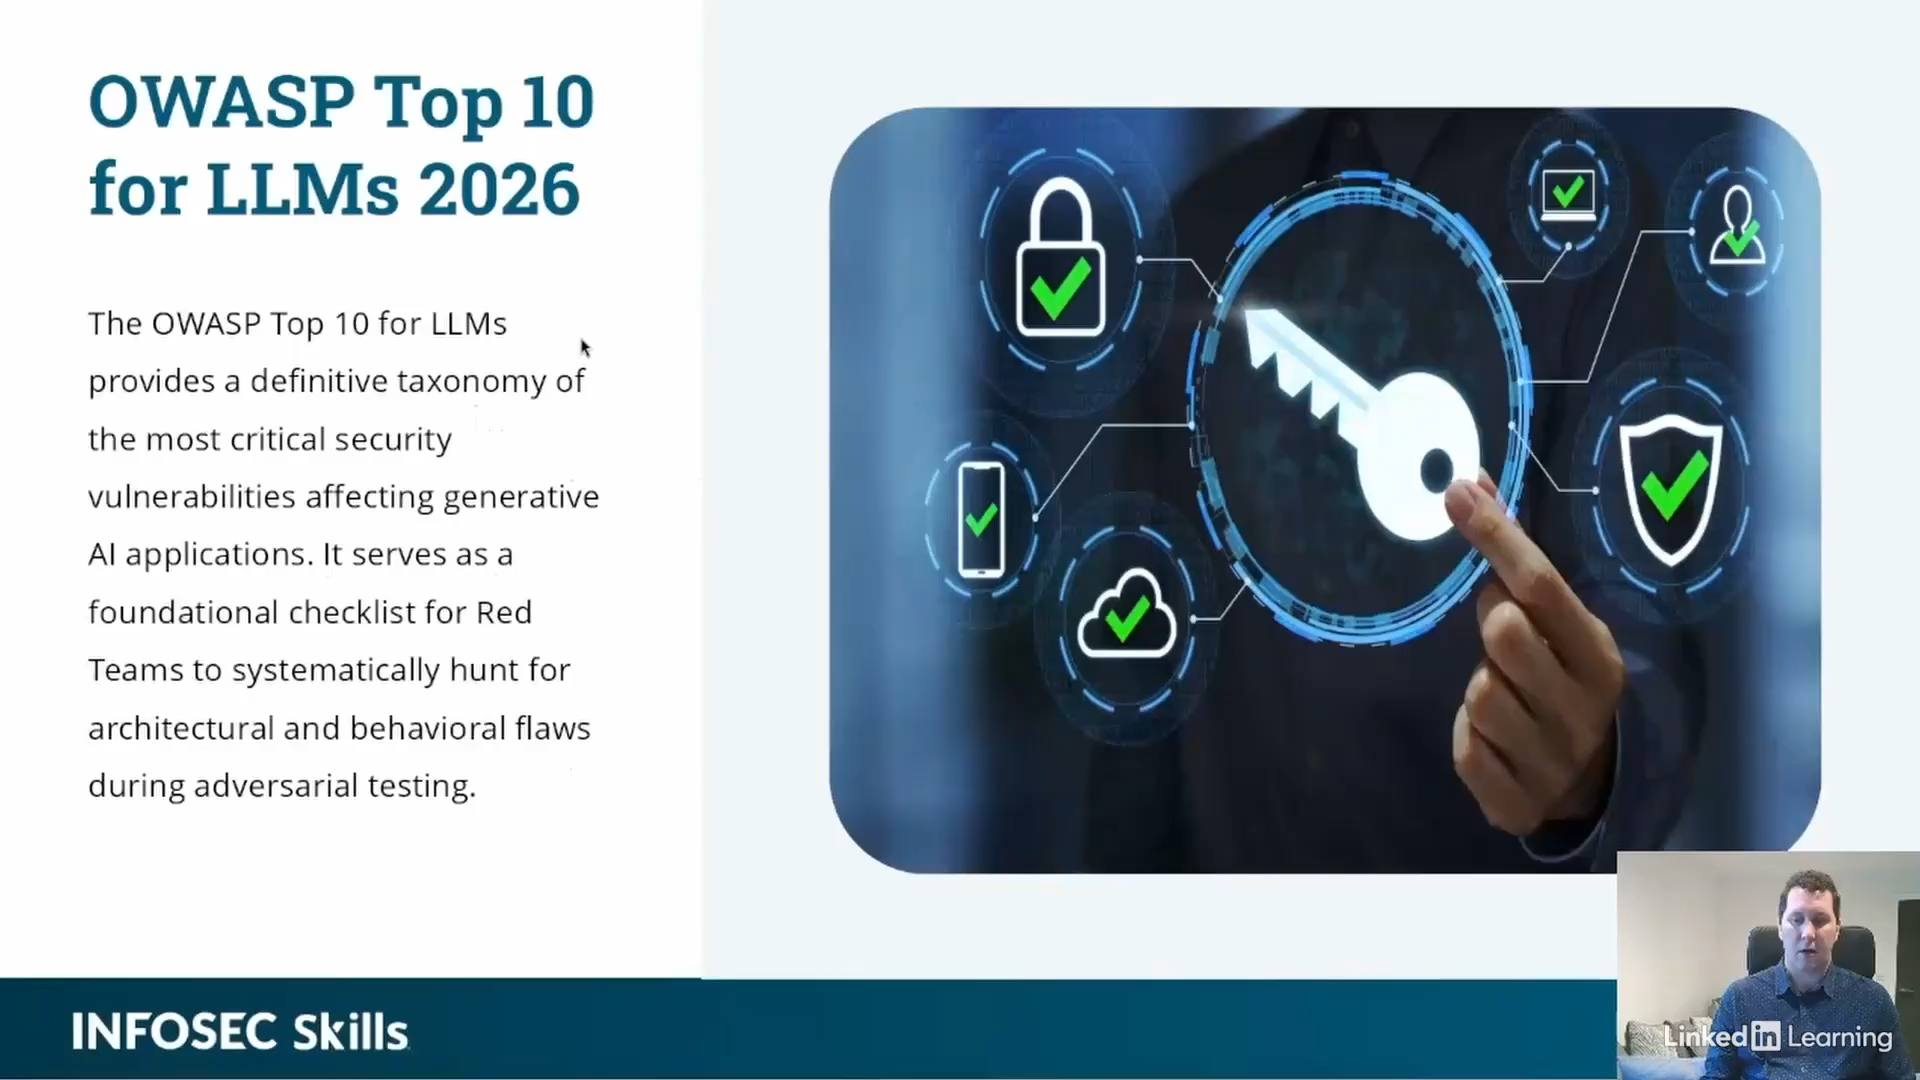 OWASP Top 10
for LLMs 2026
The OWASP Top 10 for LLMs
provides a definitive taxonomy of
the most critical security
vulnerabilities affecting generative
AI applications. It serves as a
foundational checklist for Red
Teams to systematically hunt for
architectural and behavioral flaws
during adversarial testing.
INFOSEC Skills
Linked in Learning